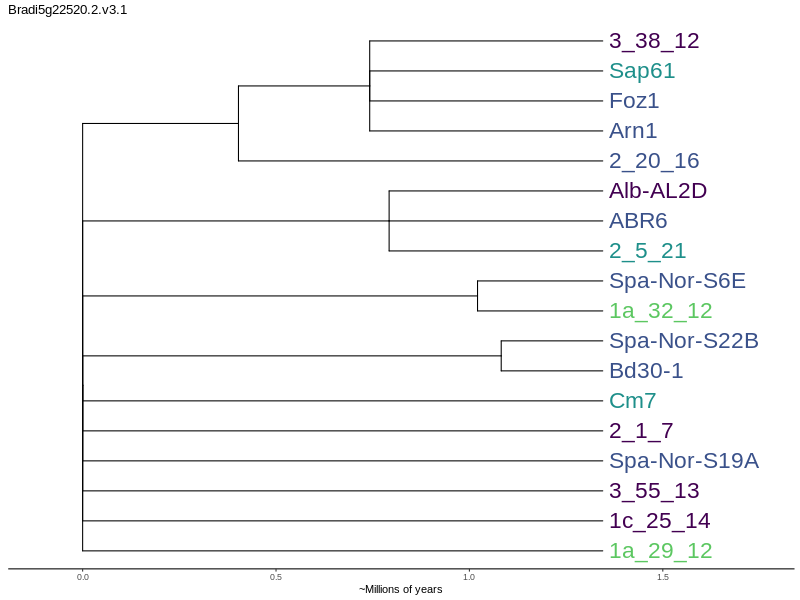 Bradi5g22520.2.v3.1
3_38_12
Sap61
Foz1
Arn1
2_20_16
Alb-AL2D
ABR6
2_5_21
Spa-Nor-S6E
1a_32_12
Spa-Nor-S22B
Bd30-1
Cm7
2_1_7
Spa-Nor-S19A
3_55_13
1c_25_14
1a_29_12
0.0 0.5 1.0 1.5
~Millions of years